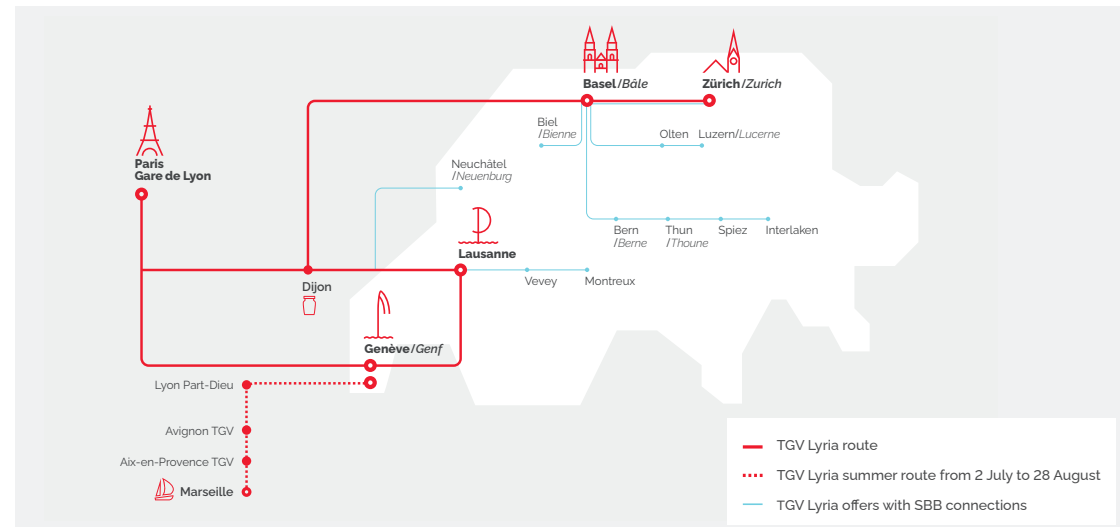 Basel/Bâle
Zürich/Zurich
Biel
/Bienne
Olten
Luzern/Lucerne
Paris
Gare de Lyon
Neuchâtel
/Neuenburg
Bern
/Berne
Thun
/Thoune
Spiez
Interlaken
Lausanne
Dijon
Vevey
Montreux
Genève/Genf
Lyon Part-Dieu
Avignon TGV
Aix-en-Provence TGV
Marseille
TGV Lyria route
TGV Lyria summer route from 2 July to 28 August
TGV Lyria offers with SBB connections